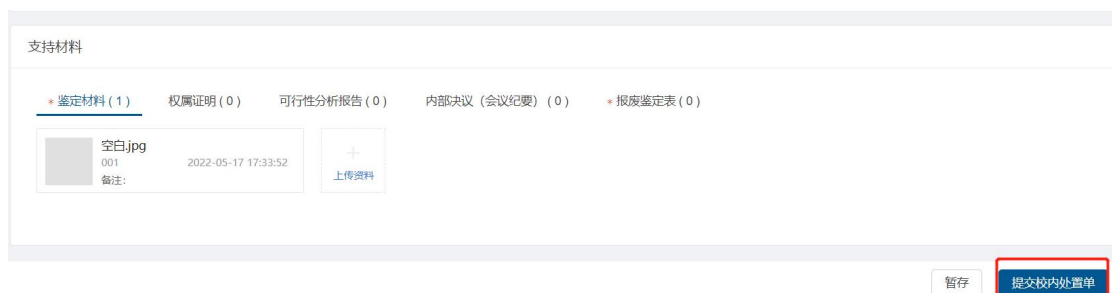 支持材料
* 鉴定材料 ( 1 ) 权属证明 ( 0 ) 可行性分析报告 ( 0 ) 内部决议（会议纪要） ( 0 ) * 报废鉴定表 ( 0 )
空白.jpg
001 2022-05-17 17:33:52
备注:
上传资料
暂存 提交校内处置单